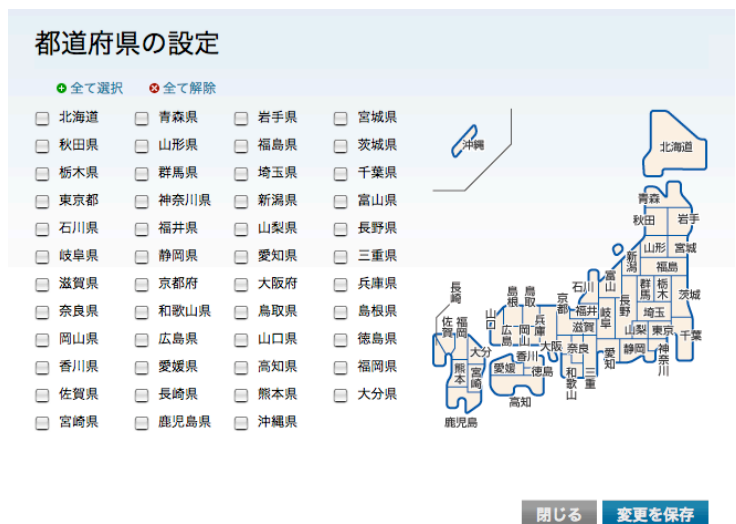 都道府県の設定
全て選択 全て解除
北海道 青森県 岩手県 宮城県
秋田県 山形県 福島県 茨城県
栃木県 群馬県 埼玉県 千葉県
東京都 神奈川県 新潟県 富山県
石川県 福井県 山梨県 長野県
岐阜県 静岡県 愛知県 三重県
滋賀県 京都府 大阪府 兵庫県
奈良県 和歌山県 鳥取県 島根県
岡山県 広島県 山口県 徳島県
香川県 愛媛県 高知県 福岡県
佐賀県 長崎県 熊本県 大分県
宮崎県 鹿児島県 沖縄県
沖縄
北海道
青森
秋田 岩手
山形 宮城
新潟
福島
富山
石川
群馬
栃木
茨城
長野
埼玉
長崎
島根
鳥取
京都
福井
岐阜
山口
兵庫
佐賀
福岡
広島
岡山
滋賀
山梨 東京
千葉
大分
香川
大阪
奈良
愛知
静岡
神奈川
熊本
宮崎
愛媛
徳島
和歌山
三重
高知
鹿児島
閉じる 変更を保存